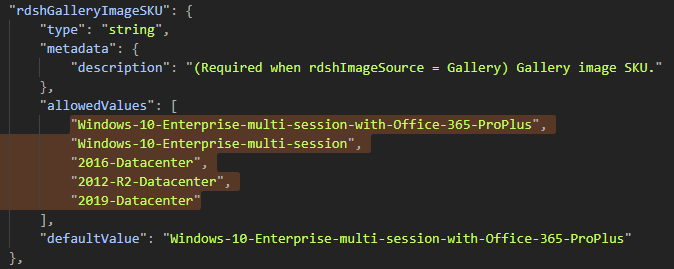 "rdshGalleryImageSKU": {
"type": "string",
"metadata": {
"description": "(Required when rdshImageSource = Gallery) Gallery image SKU."
},
"allowedValues": [
"Windows-10-Enterprise-multi-session-with-Office-365-ProPlus",
"Windows-10-Enterprise-multi-session",
"2016-Datacenter",
"2012-R2-Datacenter",
"2019-Datacenter"
],
"defaultValue": "Windows-10-Enterprise-multi-session-with-Office-365-ProPlus"
},